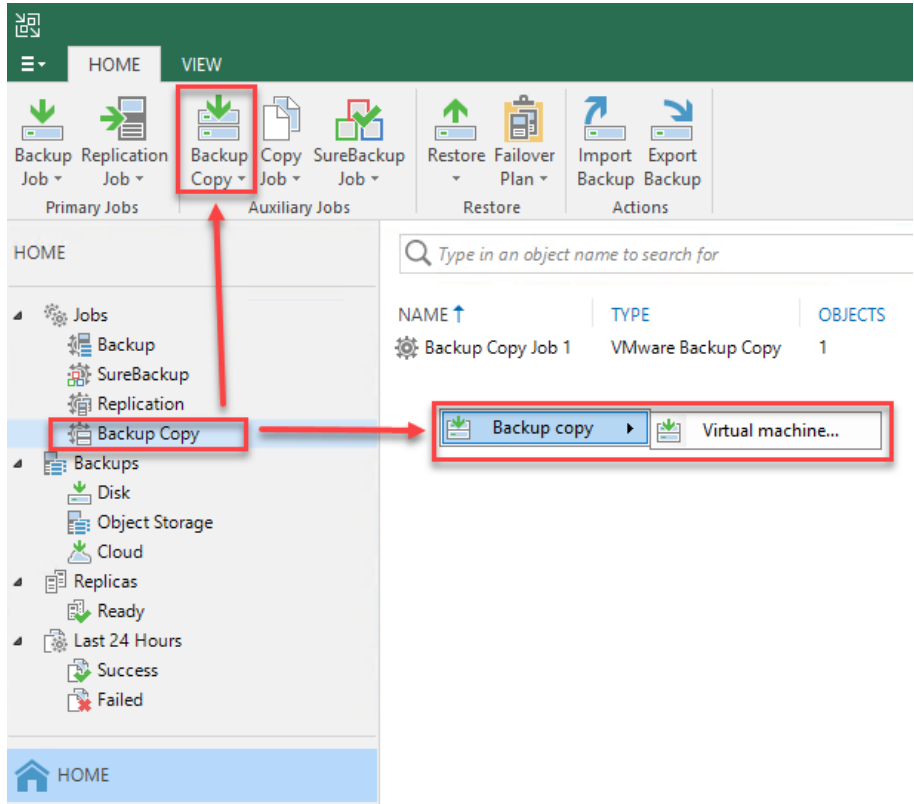 HOME VIEW
Backup Job Replication Job Backup Copy Copy Job SureBackup Job Restore Failover Plan Import Backup Export Backup
Primary Jobs Auxiliary Jobs Restore Actions
HOME
Type in an object name to search for
NAME TYPE OBJECTS
Backup Copy Job 1 VMware Backup Copy 1
Jobs
Backup
SureBackup
Replication
Backup Copy
Backup copy Virtual machine...
Backups
Disk
Object Storage
Cloud
Replicas
Ready
Last 24 Hours
Success
Failed
HOME